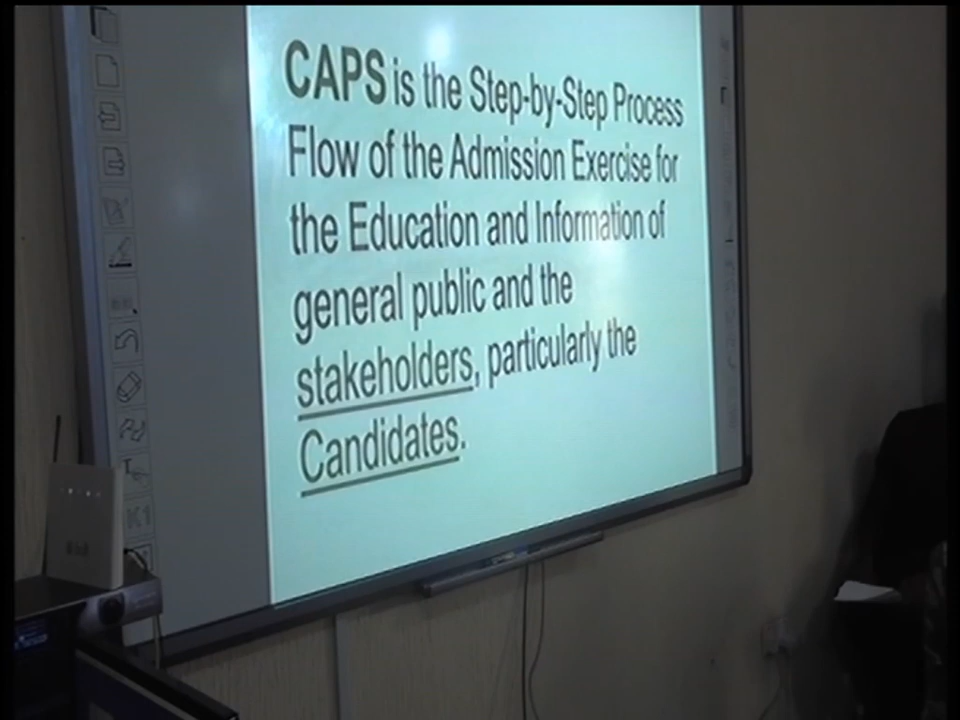 CAPS is the Step-by-Step Process
Flow of the Admission Exercise for
the Education and Information of
general public and the
stakeholders, particularly the
Candidates.
K1